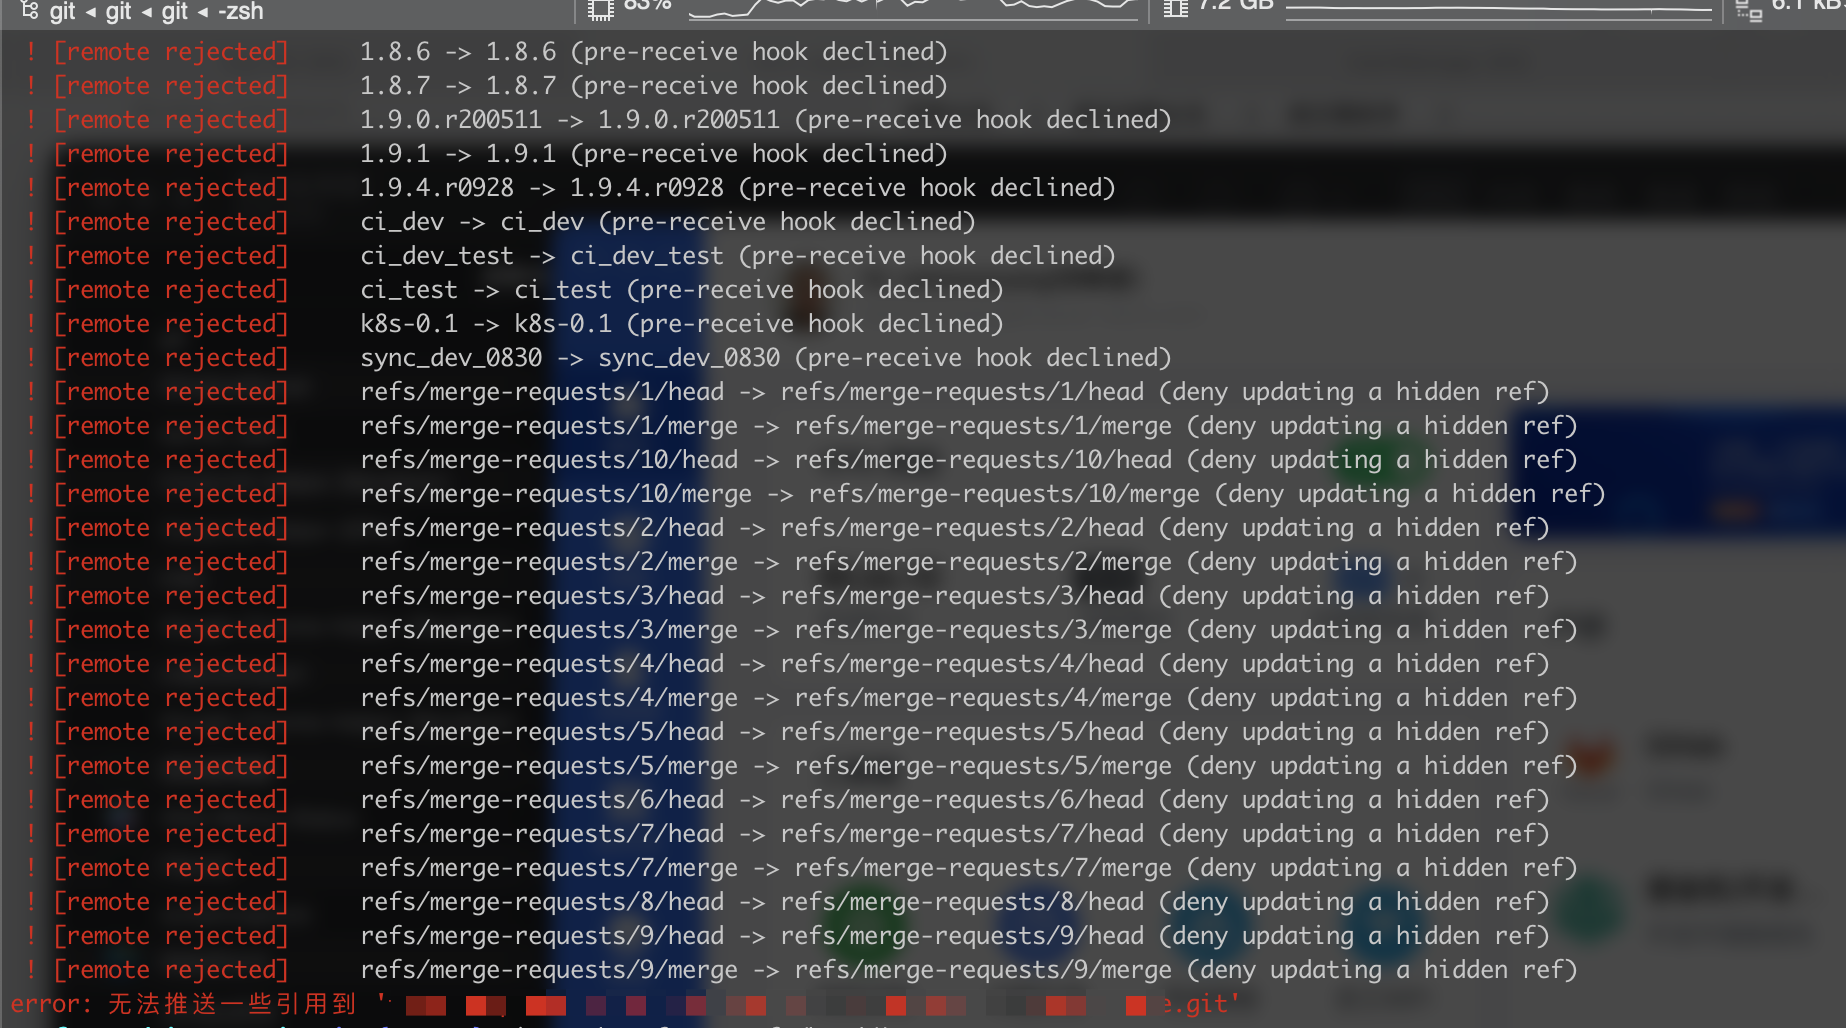 git ◂ git ◂ git ◂ -zsh 83% 7.2 GB 6.1 kB
! [remote rejected] 1.8.6 -> 1.8.6 (pre-receive hook declined)
! [remote rejected] 1.8.7 -> 1.8.7 (pre-receive hook declined)
! [remote rejected] 1.9.0.r200511 -> 1.9.0.r200511 (pre-receive hook declined)
! [remote rejected] 1.9.1 -> 1.9.1 (pre-receive hook declined)
! [remote rejected] 1.9.4.r0928 -> 1.9.4.r0928 (pre-receive hook declined)
! [remote rejected] ci_dev -> ci_dev (pre-receive hook declined)
! [remote rejected] ci_dev_test -> ci_dev_test (pre-receive hook declined)
! [remote rejected] ci_test -> ci_test (pre-receive hook declined)
! [remote rejected] k8s-0.1 -> k8s-0.1 (pre-receive hook declined)
! [remote rejected] sync_dev_0830 -> sync_dev_0830 (pre-receive hook declined)
! [remote rejected] refs/merge-requests/1/head -> refs/merge-requests/1/head (deny updating a hidden ref)
! [remote rejected] refs/merge-requests/1/merge -> refs/merge-requests/1/merge (deny updating a hidden ref)
! [remote rejected] refs/merge-requests/10/head -> refs/merge-requests/10/head (deny updating a hidden ref)
! [remote rejected] refs/merge-requests/10/merge -> refs/merge-requests/10/merge (deny updating a hidden ref)
! [remote rejected] refs/merge-requests/2/head -> refs/merge-requests/2/head (deny updating a hidden ref)
! [remote rejected] refs/merge-requests/2/merge -> refs/merge-requests/2/merge (deny updating a hidden ref)
! [remote rejected] refs/merge-requests/3/head -> refs/merge-requests/3/head (deny updating a hidden ref)
! [remote rejected] refs/merge-requests/3/merge -> refs/merge-requests/3/merge (deny updating a hidden ref)
! [remote rejected] refs/merge-requests/4/head -> refs/merge-requests/4/head (deny updating a hidden ref)
! [remote rejected] refs/merge-requests/4/merge -> refs/merge-requests/4/merge (deny updating a hidden ref)
! [remote rejected] refs/merge-requests/5/head -> refs/merge-requests/5/head (deny updating a hidden ref)
! [remote rejected] refs/merge-requests/5/merge -> refs/merge-requests/5/merge (deny updating a hidden ref)
! [remote rejected] refs/merge-requests/6/head -> refs/merge-requests/6/head (deny updating a hidden ref)
! [remote rejected] refs/merge-requests/7/head -> refs/merge-requests/7/head (deny updating a hidden ref)
! [remote rejected] refs/merge-requests/7/merge -> refs/merge-requests/7/merge (deny updating a hidden ref)
! [remote rejected] refs/merge-requests/8/head -> refs/merge-requests/8/head (deny updating a hidden ref)
! [remote rejected] refs/merge-requests/9/head -> refs/merge-requests/9/head (deny updating a hidden ref)
! [remote rejected] refs/merge-requests/9/merge -> refs/merge-requests/9/merge (deny updating a hidden ref)
error: 无法推送一些引用到 ' e.git'